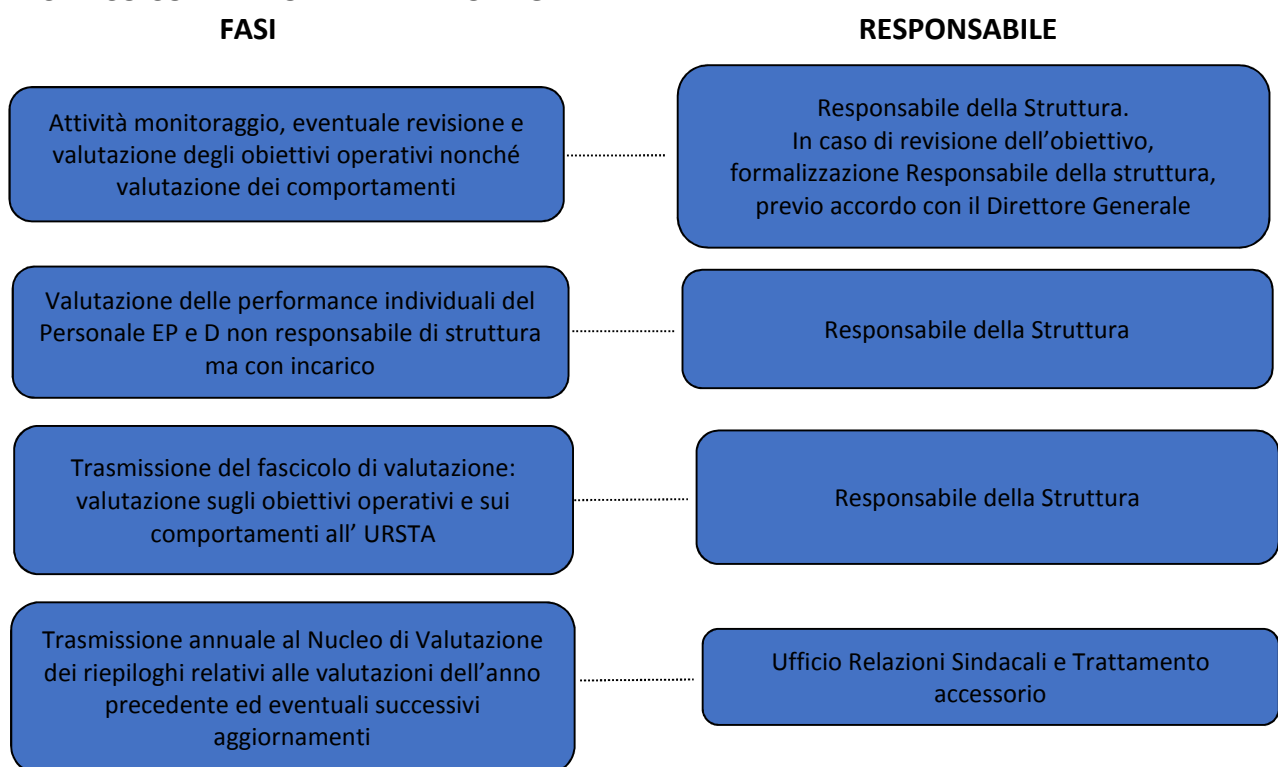 FASI
RESPONSABILE
Attività monitoraggio, eventuale revisione e
valutazione degli obiettivi operativi nonché
valutazione dei comportamenti
Responsabile della Struttura.
In caso di revisione dell’obiettivo,
formalizzazione Responsabile della struttura,
previo accordo con il Direttore Generale
Valutazione delle performance individuali del
Personale EP e D non responsabile di struttura
ma con incarico
Responsabile della Struttura
Trasmissione del fascicolo di valutazione:
valutazione sugli obiettivi operativi e sui
comportamenti all’ URSTA
Responsabile della Struttura
Trasmissione annuale al Nucleo di Valutazione
dei riepiloghi relativi alle valutazioni dell’anno
precedente ed eventuali successivi
aggiornamenti
Ufficio Relazioni Sindacali e Trattamento
accessorio